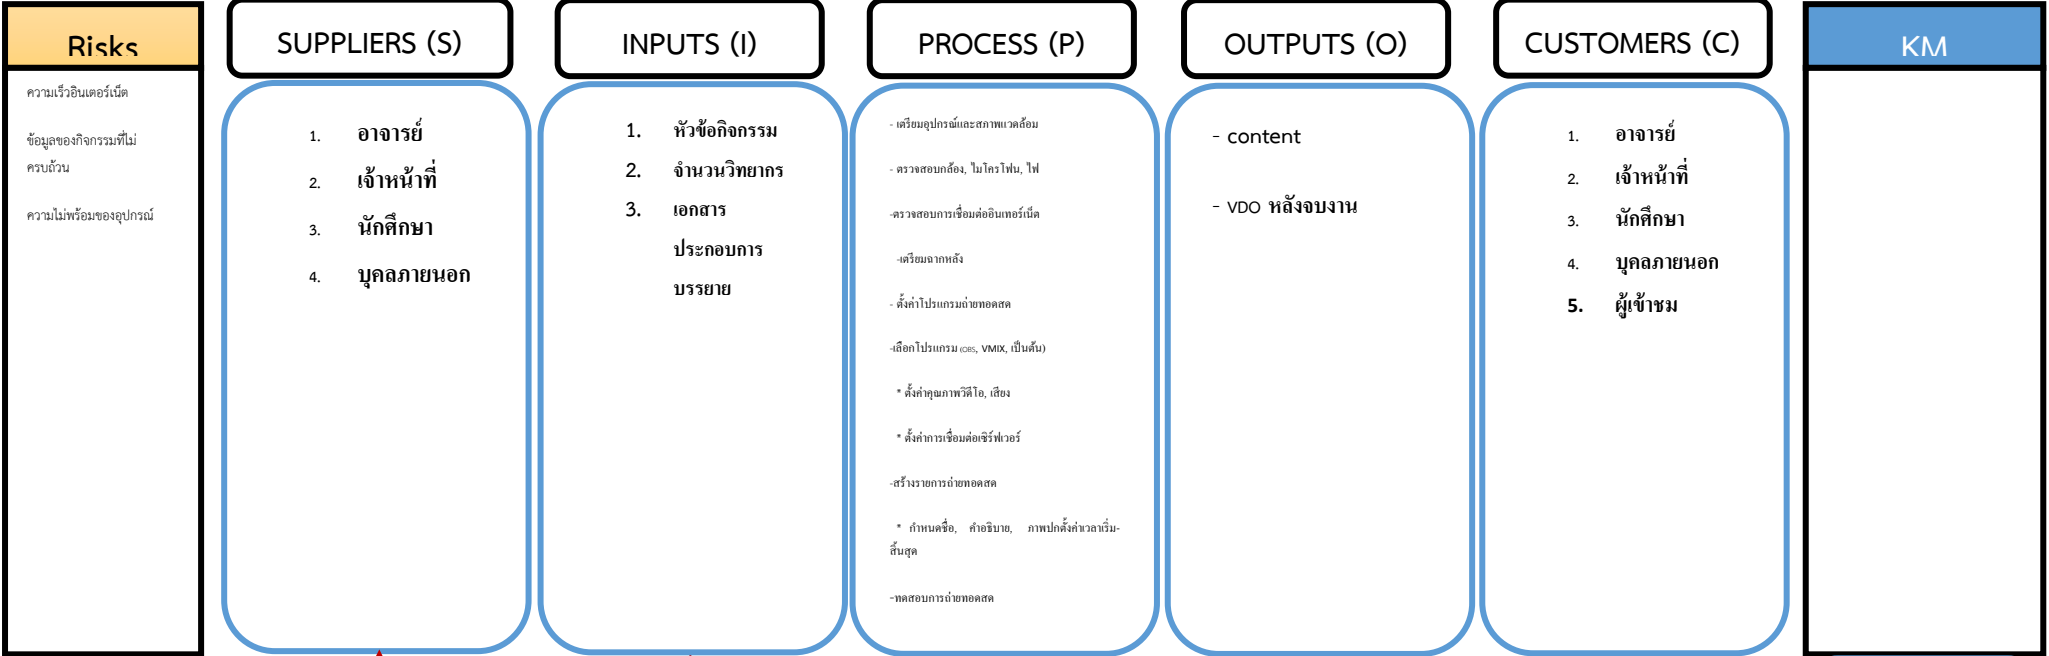 Risks
ความเร็วอินเตอร์เน็ต
ข้อมูลของกิจกรรมที่ไม่
ครบถ้วน
ความไม่พร้อมของอุปกรณ์
SUPPLIERS (S)
1. อาจารย์
2. เจ้าหน้าที่
3. นักศึกษา
4. บุคลภายนอก
INPUTS (I)
1. หัวข้อกิจกรรม
2. จำนวนวิทยากร
3. เอกสาร
ประกอบการ
บรรยาย
PROCESS (P)
- เตรียมอุปกรณ์และสภาพแวดล้อม
- ตรวจสอบกล้อง, ไมโครโฟน, ไฟ
-ตรวจสอบการเชื่อมต่ออินเทอร์เน็ต
-เตรียมฉากหลัง
- ตั้งค่าโปรแกรมถ่ายทอดสด
-เลือกโปรแกรม (OBS, VMIX, เป็นต้น)
* ตั้งค่าคุณภาพวิดีโอ, เสียง
* ตั้งค่าการเชื่อมต่อเซิร์ฟเวอร์
-สร้างรายการถ่ายทอดสด
* กำหนดชื่อ, คำอธิบาย, ภาพปกตั้งค่าเวลาเริ่ม-
สิ้นสุด
-ทดสอบการถ่ายทอดสด
OUTPUTS (O)
- content
- VDO หลังจบงาน
CUSTOMERS (C)
1. อาจารย์
2. เจ้าหน้าที่
3. นักศึกษา
4. บุคลภายนอก
5. ผู้เข้าชม
KM